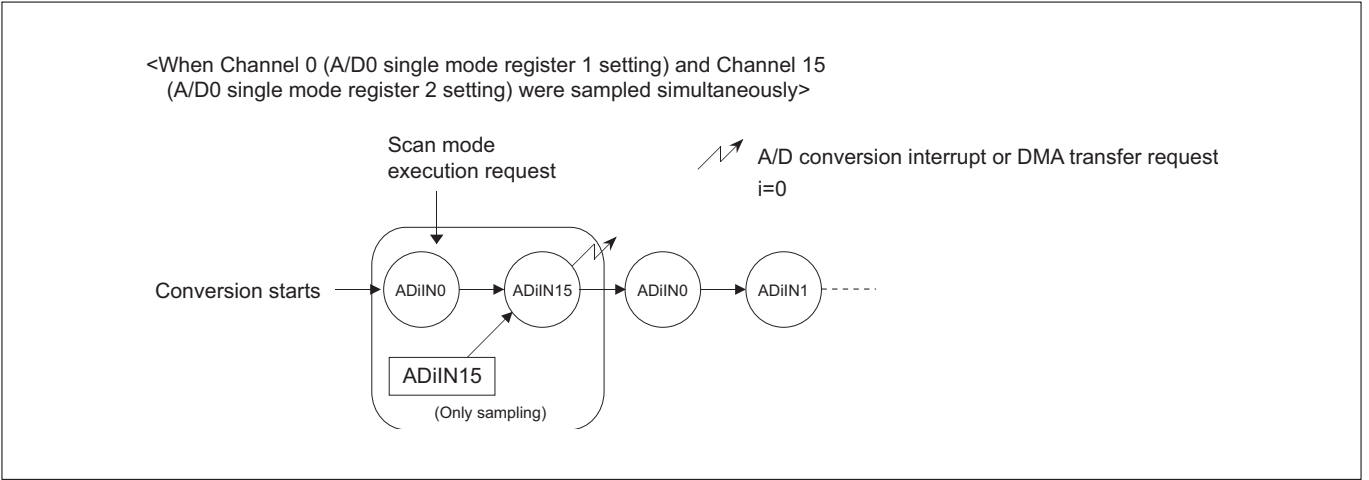 <When Channel 0 (A/D0 single mode register 1 setting) and Channel 15
(A/D0 single mode register 2 setting) were sampled simultaneously>
Scan mode
execution request
A/D conversion interrupt or DMA transfer request
i=0
Conversion starts
ADiIN0
ADiIN15
ADiIN0
ADiIN1
ADiIN15
(Only sampling)